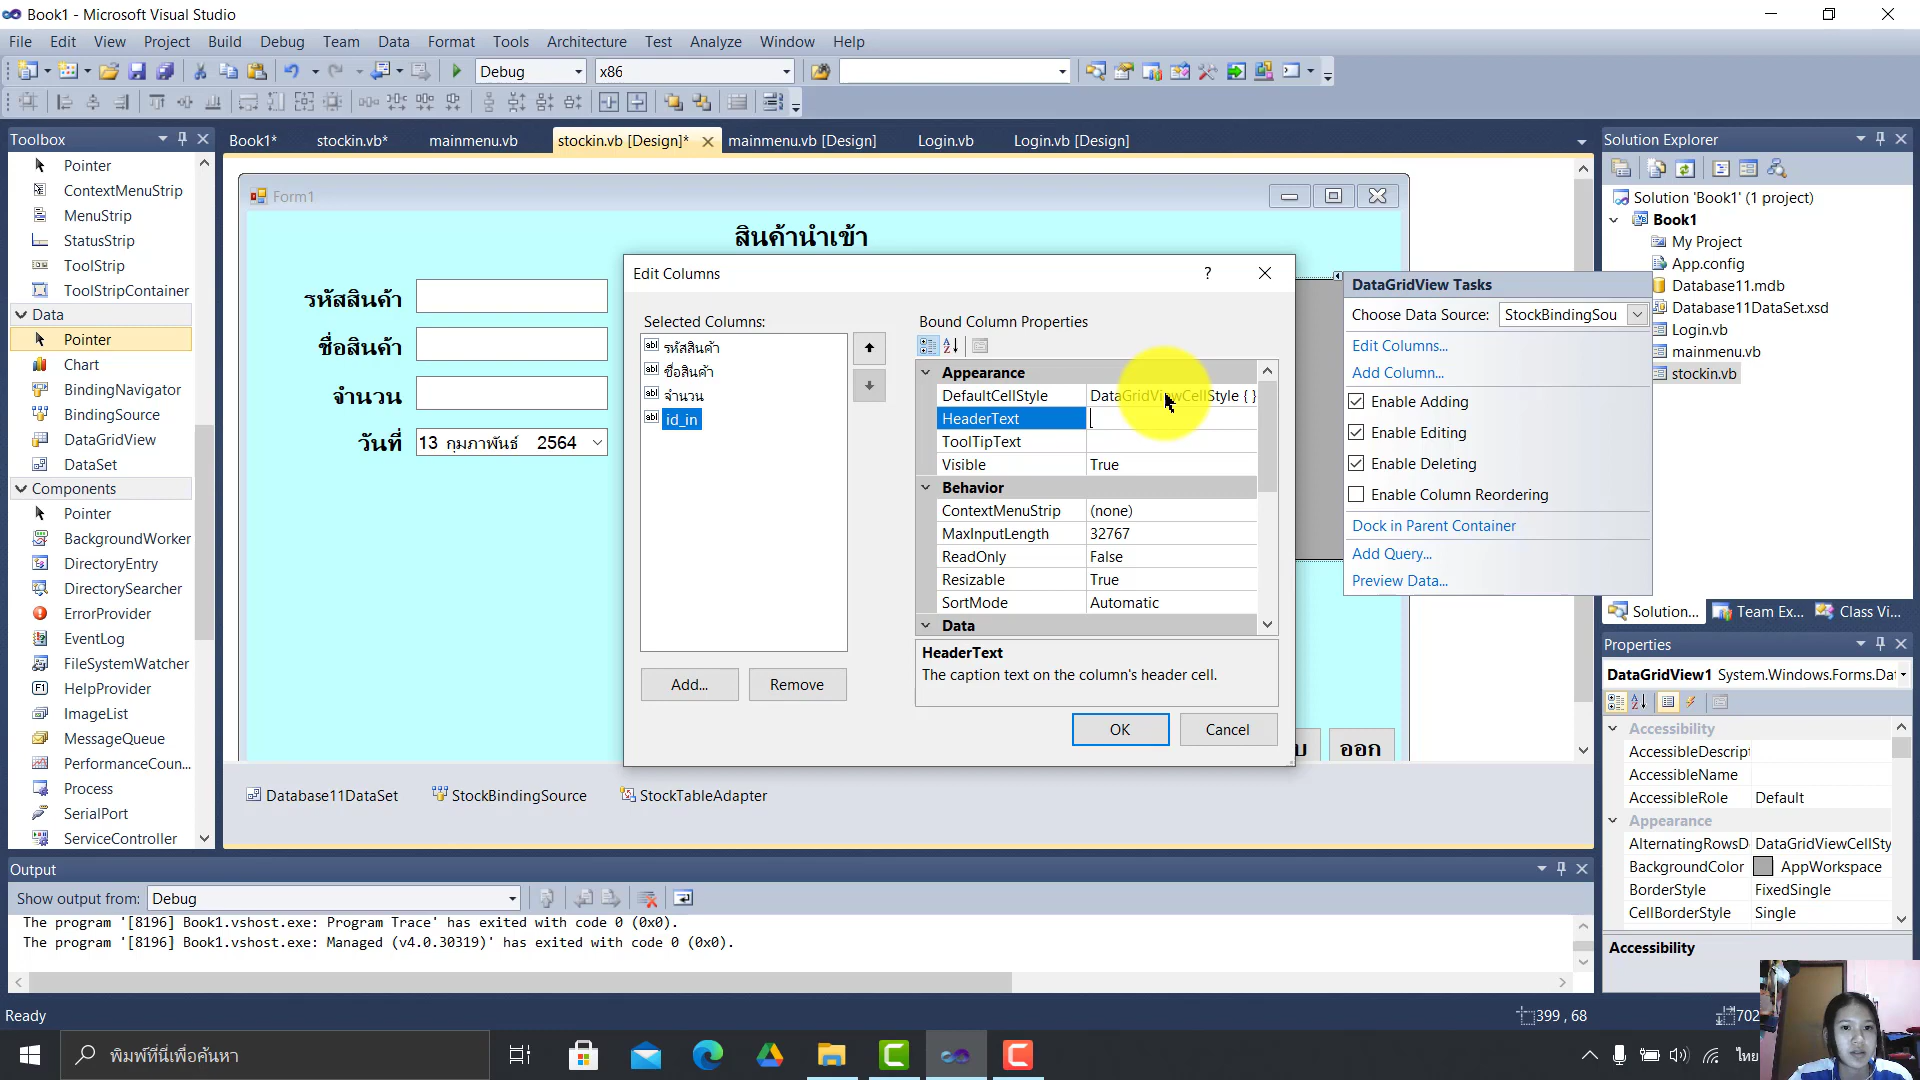 Book1 - Microsoft Visual Studio
File Edit View Project Build Debug Team Data Format Tools Architecture Test Analyze Window Help
Debug x86
Toolbox
Book1* stockin.vb* mainmenu.vb stockin.vb [Design]* mainmenu.vb [Design] Login.vb Login.vb [Design]
Solution Explorer
Pointer
ContextMenuStrip
MenuStrip
StatusStrip
ToolStrip
ToolStripContainer
Data
Pointer
Chart
BindingNavigator
BindingSource
DataGridView
DataSet
Components
Pointer
BackgroundWorker
DirectoryEntry
DirectorySearcher
ErrorProvider
EventLog
FileSystemWatcher
HelpProvider
ImageList
MessageQueue
PerformanceCoun...
Process
SerialPort
ServiceController
Form1
สินค้านำเข้า
รหัสสินค้า
ชื่อสินค้า
จำนวน
วันที่ 13 กุมภาพันธ์ 2564
ออก
Edit Columns
Selected Columns:
รหัสสินค้า
ชื่อสินค้า
จำนวน
id_in
Add... Remove
Bound Column Properties
Appearance
DefaultCellStyle DataGridViewCellStyle { }
HeaderText
ToolTipText
Visible True
Behavior
ContextMenuStrip (none)
MaxInputLength 32767
ReadOnly False
Resizable True
SortMode Automatic
Data
HeaderText
The caption text on the column's header cell.
OK Cancel
DataGridView Tasks
Choose Data Source: StockBindingSou
Edit Columns...
Add Column...
Enable Adding
Enable Editing
Enable Deleting
Enable Column Reordering
Dock in Parent Container
Add Query...
Preview Data...
Solution 'Book1' (1 project)
Book1
My Project
App.config
Database11.mdb
Database11DataSet.xsd
Login.vb
mainmenu.vb
stockin.vb
Solution... Team Ex... Class Vi...
Properties
DataGridView1 System.Windows.Forms.Da
Accessibility
AccessibleDescript
AccessibleName
AccessibleRole Default
Appearance
AlternatingRowsD DataGridViewCellSty
BackgroundColor AppWorkspace
BorderStyle FixedSingle
CellBorderStyle Single
Accessibility
Database11DataSet StockBindingSource StockTableAdapter
Output
Show output from: Debug
The program '[8196] Book1.vshost.exe: Program Trace' has exited with code 0 (0x0).
The program '[8196] Book1.vshost.exe: Managed (v4.0.30319)' has exited with code 0 (0x0).
Ready
399 , 68
702
พิมพ์ที่นี่เพื่อค้นหา
ไทย